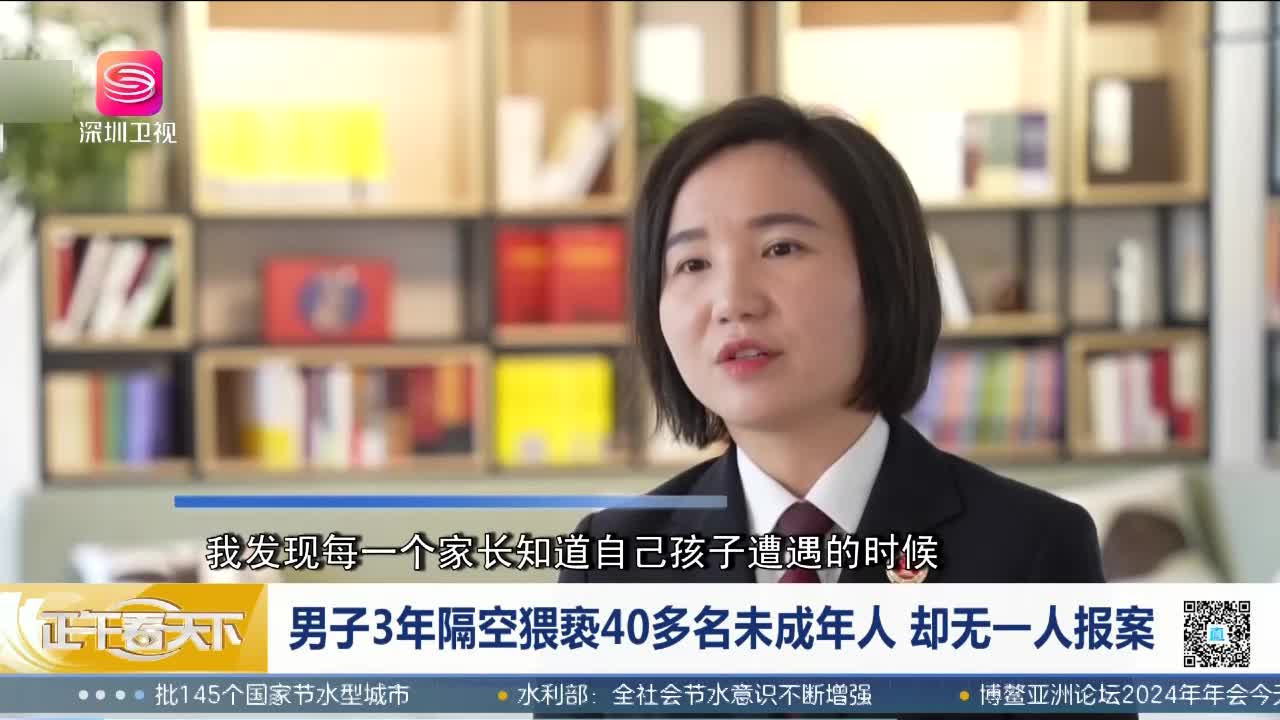 深圳卫视
我发现每一个家长知道自己孩子遭遇的时候
正午看天下
男子3年隔空猥亵40多名未成年人 却无一人报案
批145个国家节水型城市
水利部：全社会节水意识不断增强
博鳌亚洲论坛2024年年会今